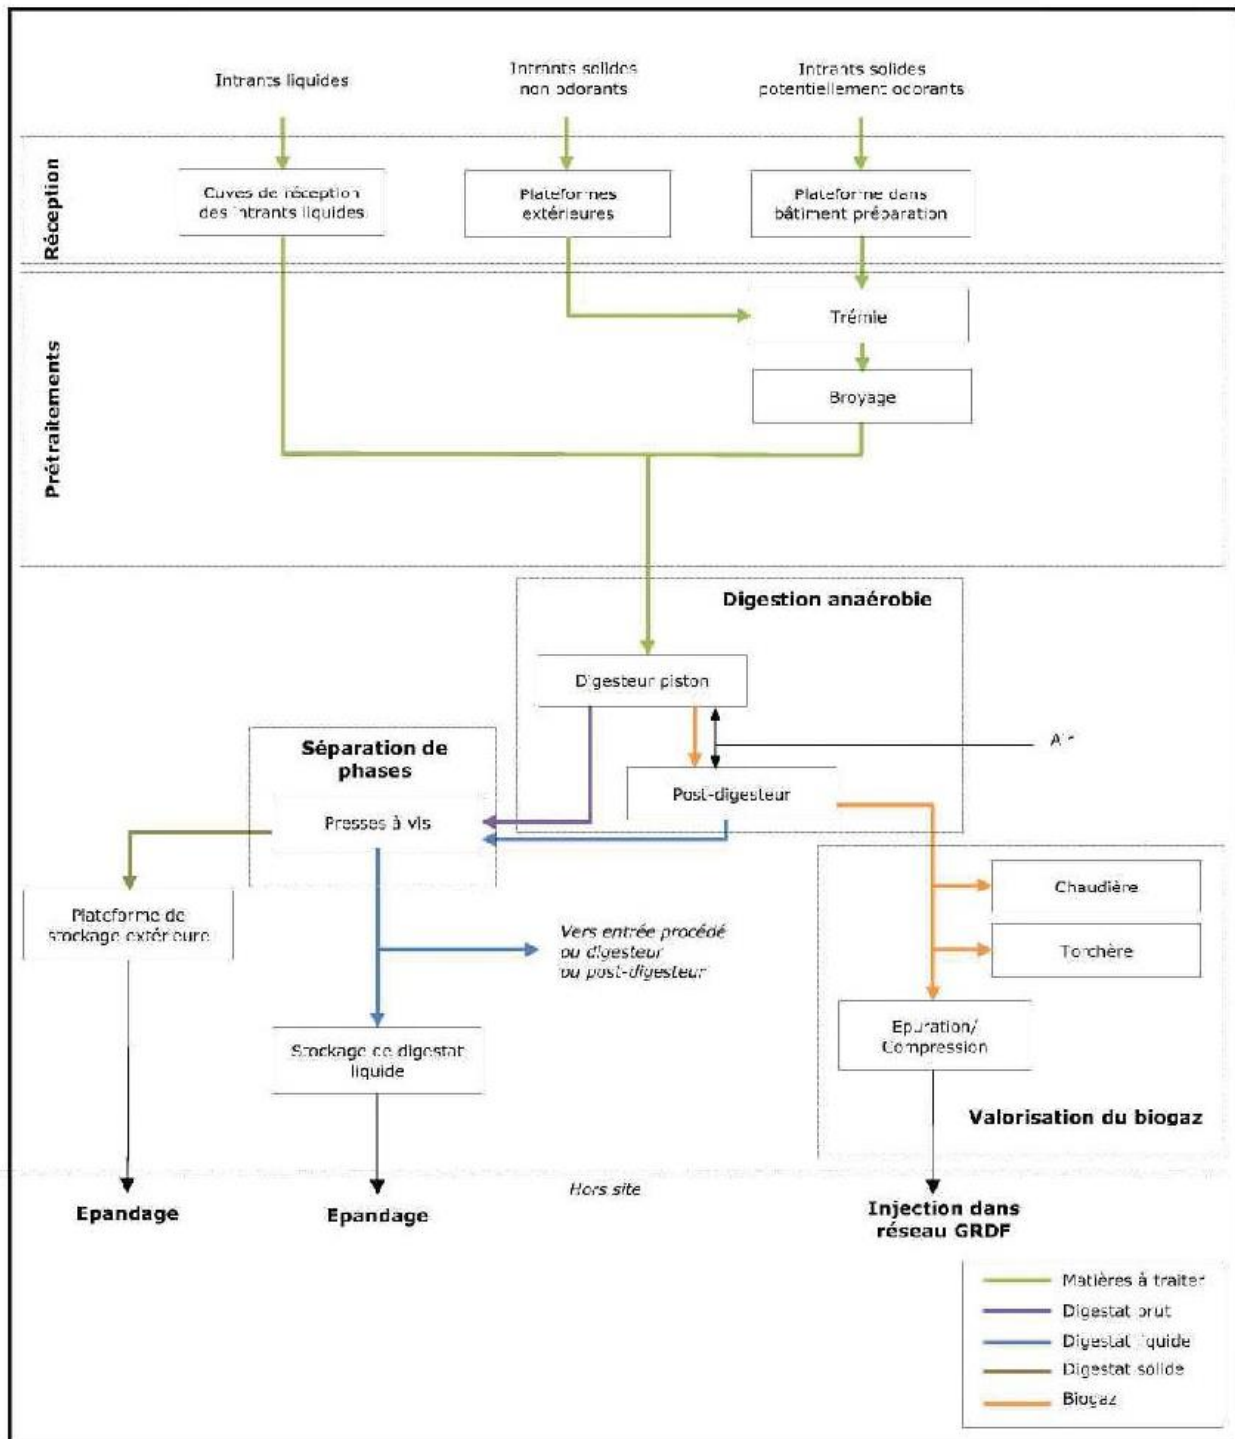 Intrants liquides
Intrants solides
non odorants
Intrants solides
potentiellement odorants
Réception
Cuves de réception
des intrants liquides
Plateformes
extérieures
Plateforme dans
bâtiment préparation
Prétraitements
Trémie
Broyage
Digestion anaérobie
Digesteur piston
Air
Séparation de
phases
Post-digesteur
Presses à vis
Chaudière
Plateforme de
stockage extérieure
Vers entrée procédé
ou digesteur
ou post-digesteur
Torchère
Epuration/
Compression
Stockage de digestat
liquide
Valorisation du biogaz
Hors site
Epandage
Epandage
Injection dans
réseau GRDF
Matières à traiter
Digestat brut
Digestat liquide
Digestat solide
Biogaz